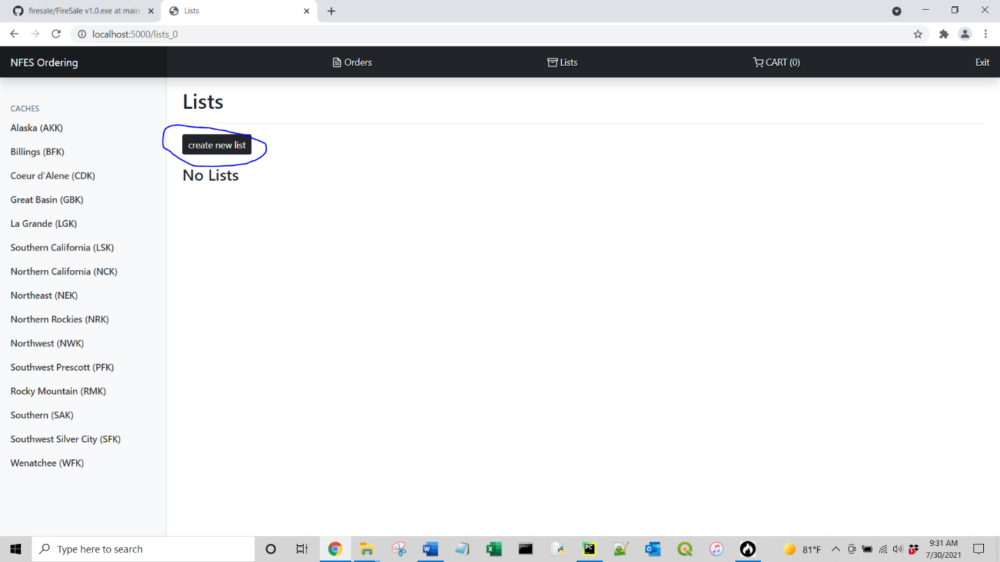 firesale/FireSale v1.0.exe at main
Lists
localhost:5000/lists_0
NFES Ordering
Orders
Lists
CART (0)
Exit
CACHES
Alaska (AKK)
Billings (BFK)
Coeur d'Alene (CDK)
Great Basin (GBK)
La Grande (LGK)
Southern California (LSK)
Northern California (NCK)
Northeast (NEK)
Northern Rockies (NRK)
Northwest (NWK)
Southwest Prescott (PFK)
Rocky Mountain (RMK)
Southern (SAK)
Southwest Silver City (SFK)
Wenatchee (WFK)
Lists
create new list
No Lists
Type here to search
81°F
9:31 AM
7/30/2021